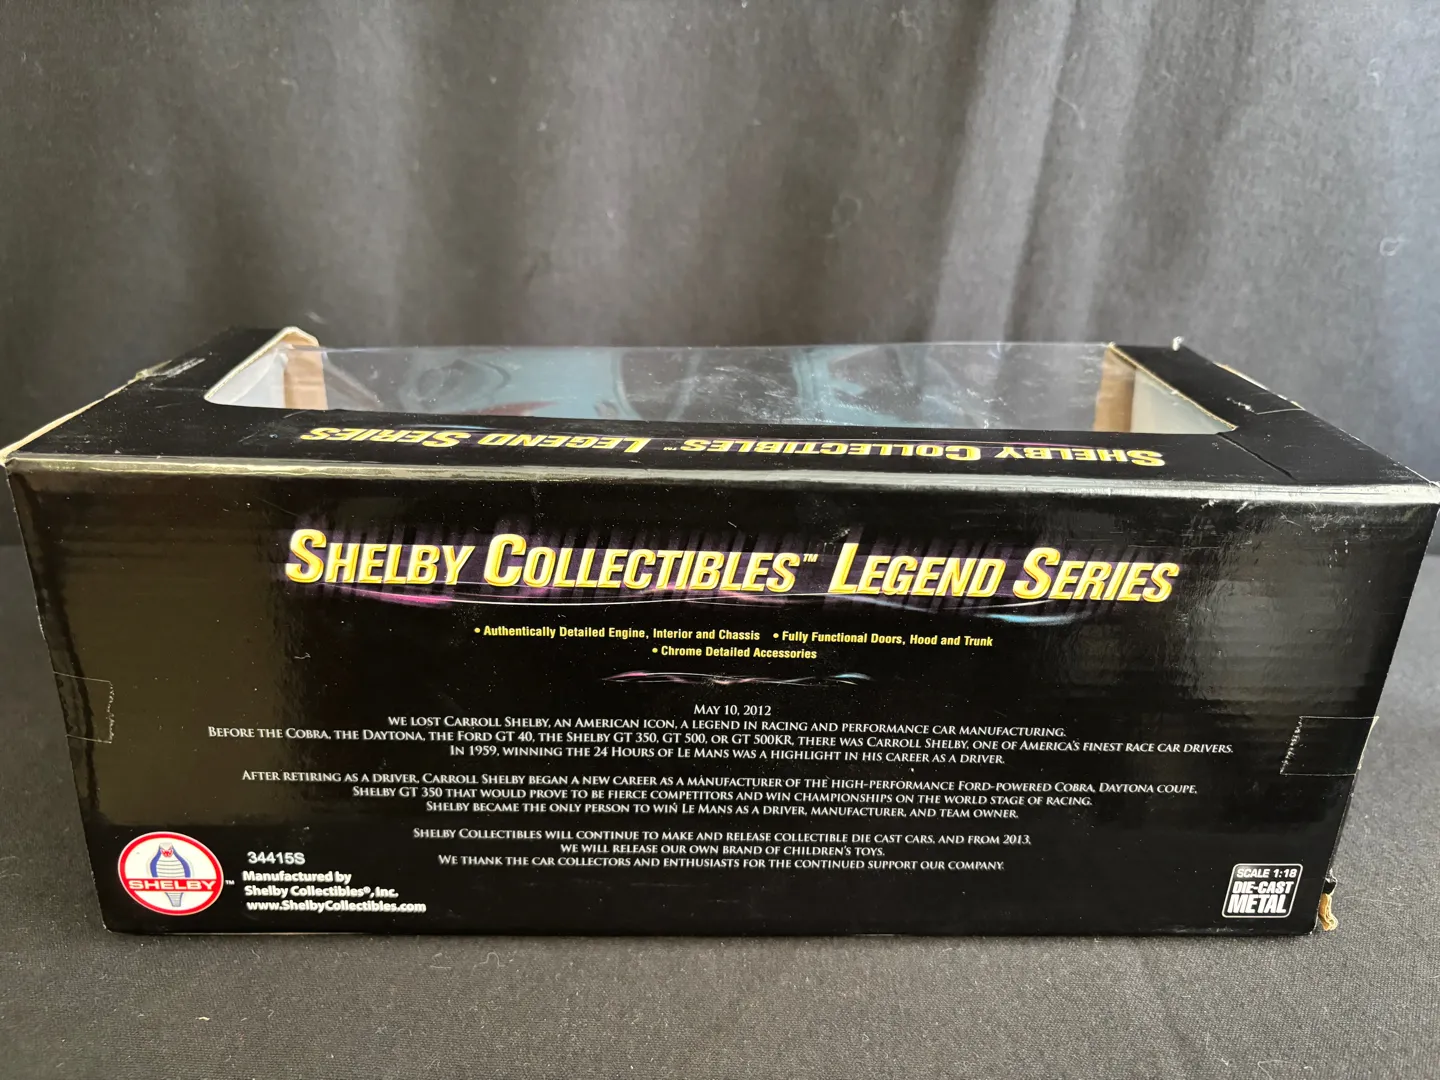 SHELBY COLLECTIBLES™ LEGEND SERIES
SHELBY COLLECTIBLES™ LEGEND SERIES
• Authentically Detailed Engine, Interior and Chassis • Fully Functional Doors, Hood and Trunk
• Chrome Detailed Accessories
MAY 10, 2012
WE LOST CARROLL SHELBY, AN AMERICAN ICON, A LEGEND IN RACING AND PERFORMANCE CAR MANUFACTURING.
BEFORE THE COBRA, THE DAYTONA, THE FORD GT 40, THE SHELBY GT 350, GT 500, OR GT 500KR, THERE WAS CARROLL SHELBY, ONE OF AMERICA'S FINEST RACE CAR DRIVERS.
IN 1959, WINNING THE 24 HOURS OF LE MANS WAS A HIGHLIGHT IN HIS CAREER AS A DRIVER.
AFTER RETIRING AS A DRIVER, CARROLL SHELBY BEGAN A NEW CAREER AS A MANUFACTURER OF THE HIGH-PERFORMANCE FORD-POWERED COBRA, DAYTONA COUPE,
SHELBY GT 350 THAT WOULD PROVE TO BE FIERCE COMPETITORS AND WIN CHAMPIONSHIPS ON THE WORLD STAGE OF RACING.
SHELBY BECAME THE ONLY PERSON TO WIN LE MANS AS A DRIVER, MANUFACTURER, AND TEAM OWNER.
SHELBY COLLECTIBLES WILL CONTINUE TO MAKE AND RELEASE COLLECTIBLE DIE CAST CARS, AND FROM 2013,
WE WILL RELEASE OUR OWN BRAND OF CHILDREN'S TOYS.
WE THANK THE CAR COLLECTORS AND ENTHUSIASTS FOR THE CONTINUED SUPPORT OUR COMPANY.
SHELBY™
34415S
Manufactured by
Shelby Collectibles®, Inc.
www.ShelbyCollectibles.com
SCALE 1:18
DIE-CAST
METAL